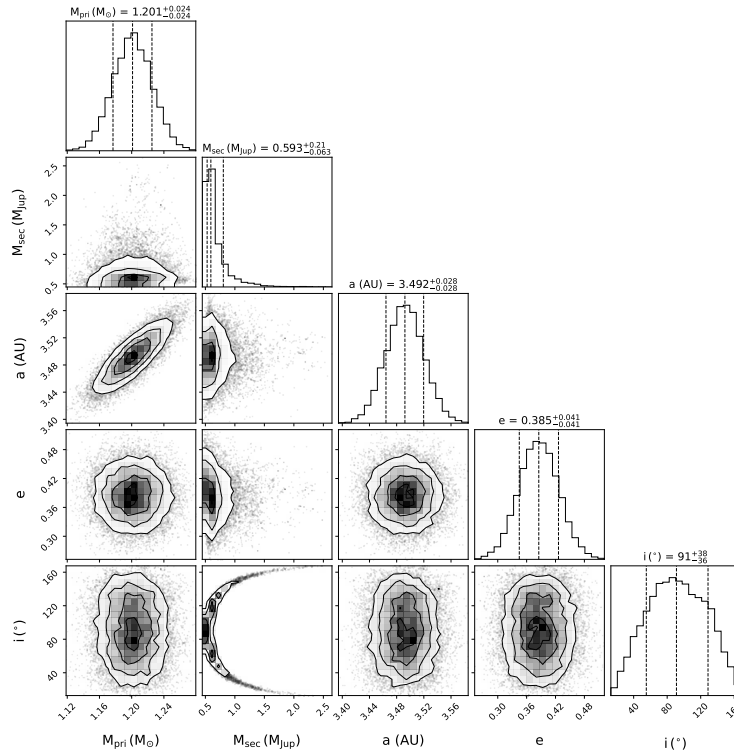 M_pri (M_⊙) = 1.201^{+0.024}_{-0.024}
M_sec (M_Jup) = 0.593^{+0.21}_{-0.063}
2.5
2.0
1.5
1.0
0.5
M_sec (M_Jup)
a (AU) = 3.492^{+0.028}_{-0.028}
3.56
3.52
3.48
3.44
3.40
a (AU)
e = 0.385^{+0.041}_{-0.041}
0.48
0.42
0.36
0.30
e
i (°) = 91^{+38}_{-36}
160
120
80
40
i (°)
1.12 1.16 1.20 1.24 0.5 1.0 1.5 2.0 2.5 3.40 3.44 3.48 3.52 3.56 0.30 0.36 0.42 0.48 40 80 120 160
M_pri (M_⊙) M_sec (M_Jup) a (AU) e i (°)